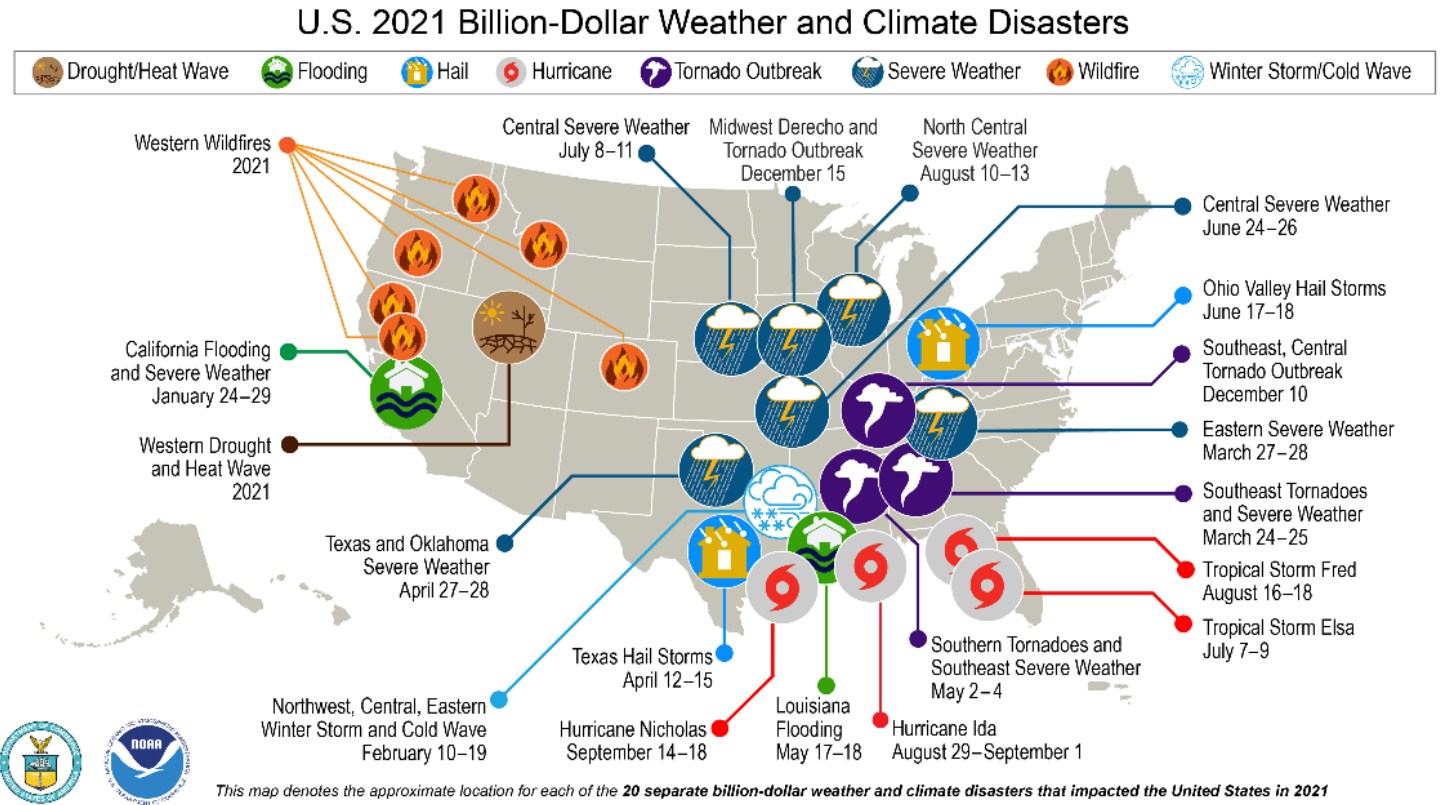 U.S. 2021 Billion-Dollar Weather and Climate Disasters
Drought/Heat Wave
Flooding
Hail
Hurricane
Tornado Outbreak
Severe Weather
Wildfire
Winter Storm/Cold Wave
Western Wildfires
2021
Central Severe Weather
July 8–11
Midwest Derecho and
Tornado Outbreak
December 15
North Central
Severe Weather
August 10–13
Central Severe Weather
June 24–26
Ohio Valley Hail Storms
June 17–18
California Flooding
and Severe Weather
January 24–29
Southeast, Central
Tornado Outbreak
December 10
Western Drought
and Heat Wave
2021
Eastern Severe Weather
March 27–28
Southeast Tornadoes
and Severe Weather
March 24–25
Texas and Oklahoma
Severe Weather
April 27–28
Tropical Storm Fred
August 16–18
Tropical Storm Elsa
July 7–9
Texas Hail Storms
April 12–15
Southern Tornadoes and
Southeast Severe Weather
May 2–4
Northwest, Central, Eastern
Winter Storm and Cold Wave
February 10–19
Hurricane Nicholas
September 14–18
Louisiana
Flooding
May 17–18
Hurricane Ida
August 29–September 1
NOAA
This map denotes the approximate location for each of the 20 separate billion-dollar weather and climate disasters that impacted the United States in 2021